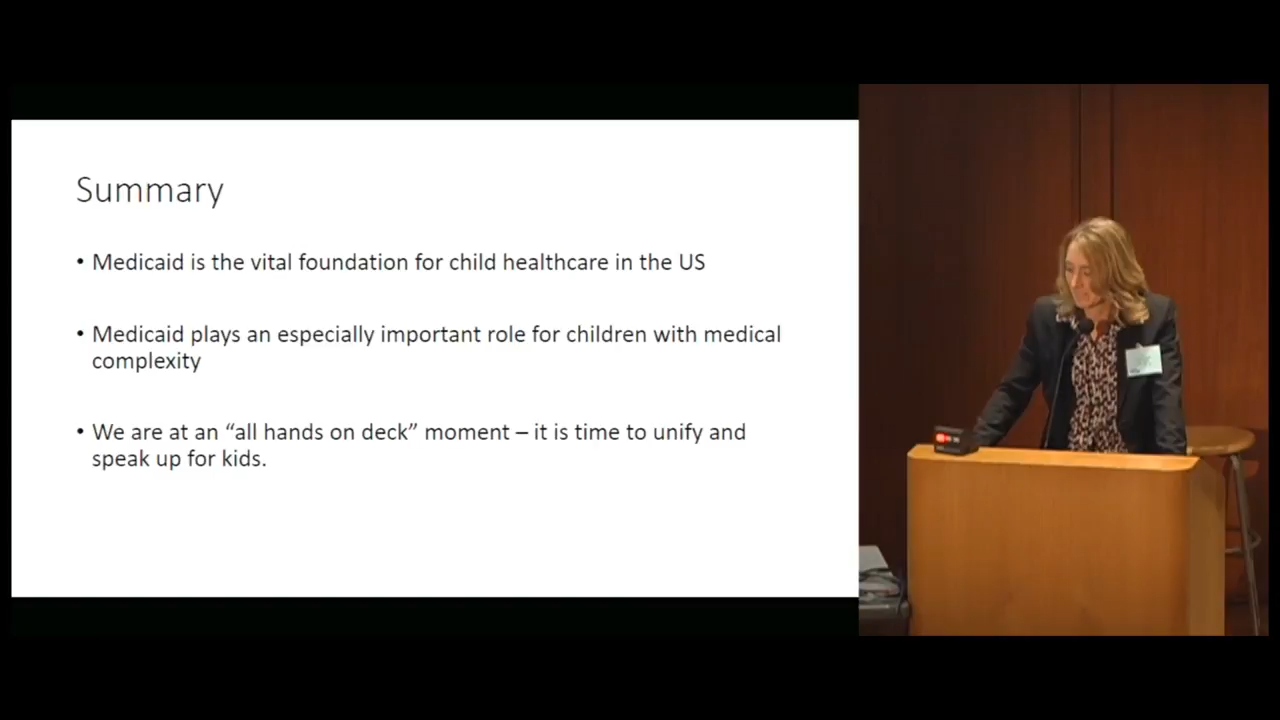 Summary
• Medicaid is the vital foundation for child healthcare in the US
• Medicaid plays an especially important role for children with medical
complexity
• We are at an “all hands on deck” moment – it is time to unify and
speak up for kids.